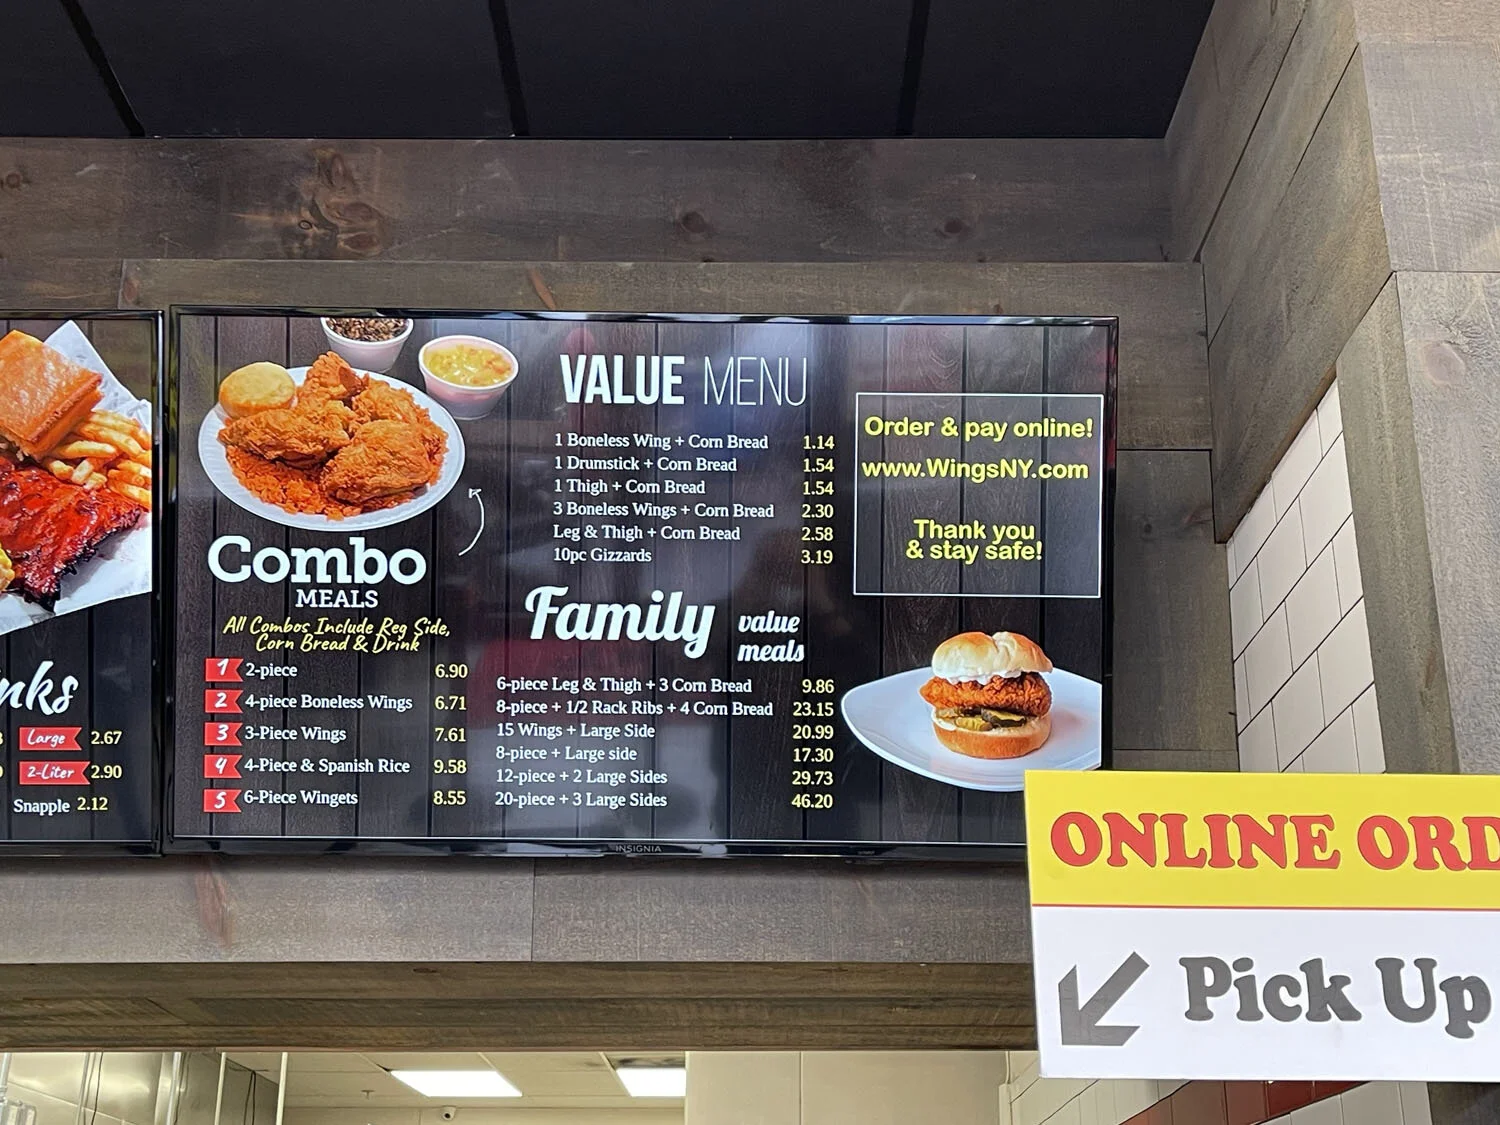 VALUE MENU
1 Boneless Wing + Corn Bread 1.14
1 Drumstick + Corn Bread 1.54
1 Thigh + Corn Bread 1.54
3 Boneless Wings + Corn Bread 2.30
Leg & Thigh + Corn Bread 2.58
10pc Gizzards 3.19
Order & pay online!
www.WingsNY.com
Thank you
& stay safe!
Combo
MEALS
All Combos Include Reg Side,
Corn Bread & Drink
1 2-piece 6.90
2 4-piece Boneless Wings 6.71
3 3-Piece Wings 7.61
4 4-Piece & Spanish Rice 9.58
5 6-Piece Wingets 8.55
Family value
meals
6-piece Leg & Thigh + 3 Corn Bread 9.86
8-piece + 1/2 Rack Ribs + 4 Corn Bread 23.15
15 Wings + Large Side 20.99
8-piece + Large side 17.30
12-piece + 2 Large Sides 29.73
20-piece + 3 Large Sides 46.20
nks
Large 2.67
2-Liter 2.90
Snapple 2.12
INSIGNIA
ONLINE ORD
Pick Up